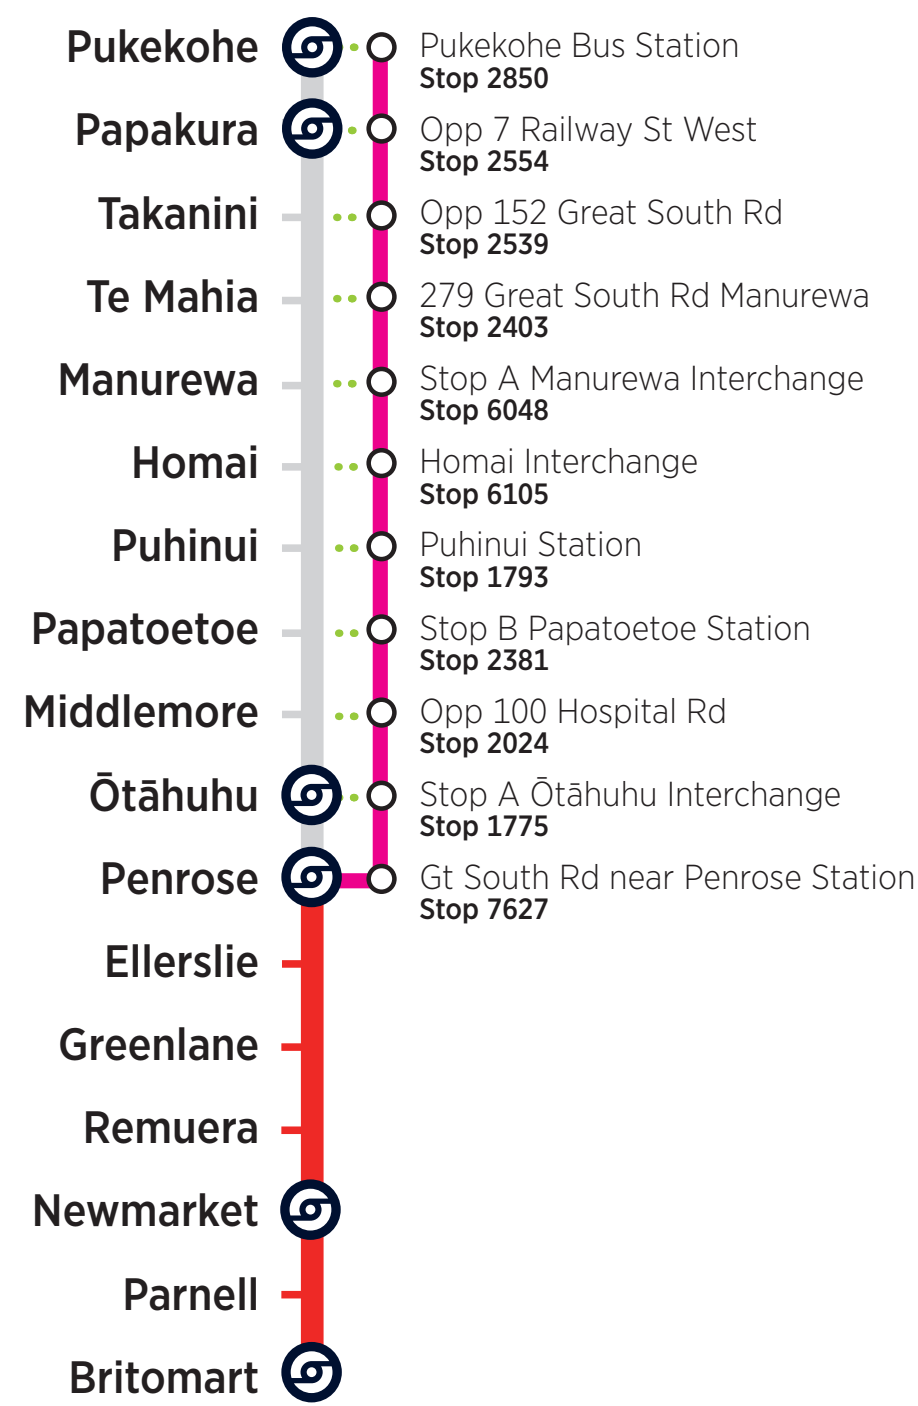 Pukekohe
Pukekohe Bus Station
Stop 2850
Papakura
Opp 7 Railway St West
Stop 2554
Takanini
Opp 152 Great South Rd
Stop 2539
Te Mahia
279 Great South Rd Manurewa
Stop 2403
Manurewa
Stop A Manurewa Interchange
Stop 6048
Homai
Homai Interchange
Stop 6105
Puhinui
Puhinui Station
Stop 1793
Papatoetoe
Stop B Papatoetoe Station
Stop 2381
Middlemore
Opp 100 Hospital Rd
Stop 2024
Ōtāhuhu
Stop A Ōtāhuhu Interchange
Stop 1775
Penrose
Gt South Rd near Penrose Station
Stop 7627
Ellerslie
Greenlane
Remuera
Newmarket
Parnell
Britomart